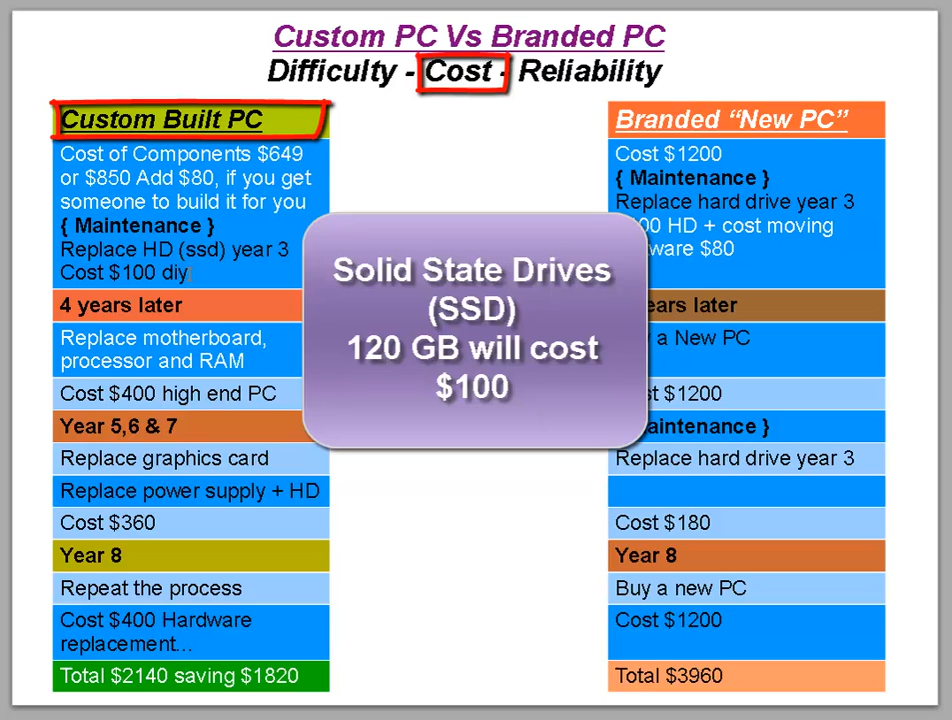 Custom PC Vs Branded PC
Difficulty - Cost - Reliability
Custom Built PC
Cost of Components $649
or $850 Add $80, if you get
someone to build it for you
{ Maintenance }
Replace HD (ssd) year 3
Cost $100 diy
4 years later
Replace motherboard,
processor and RAM
Cost $400 high end PC
Year 5,6 & 7
Replace graphics card
Replace power supply + HD
Cost $360
Year 8
Repeat the process
Cost $400 Hardware
replacement...
Total $2140 saving $1820
Solid State Drives
(SSD)
120 GB will cost
$100
Branded “New PC”
Cost $1200
{ Maintenance }
Replace hard drive year 3
HD + cost moving
$80
later
a New PC
$1200
}
Replace hard drive year 3
Cost $180
Year 8
Buy a new PC
Cost $1200
Total $3960